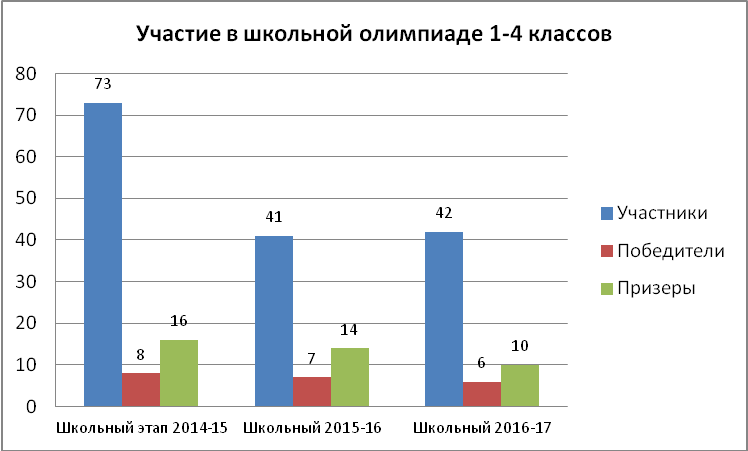 Участие в школьной олимпиаде 1-4 классов
80
70
60
50
40
30
20
10
0
73
8
16
41
7
14
42
6
10
Школьный этап 2014-15
Школьный 2015-16
Школьный 2016-17
Участники
Победители
Призеры